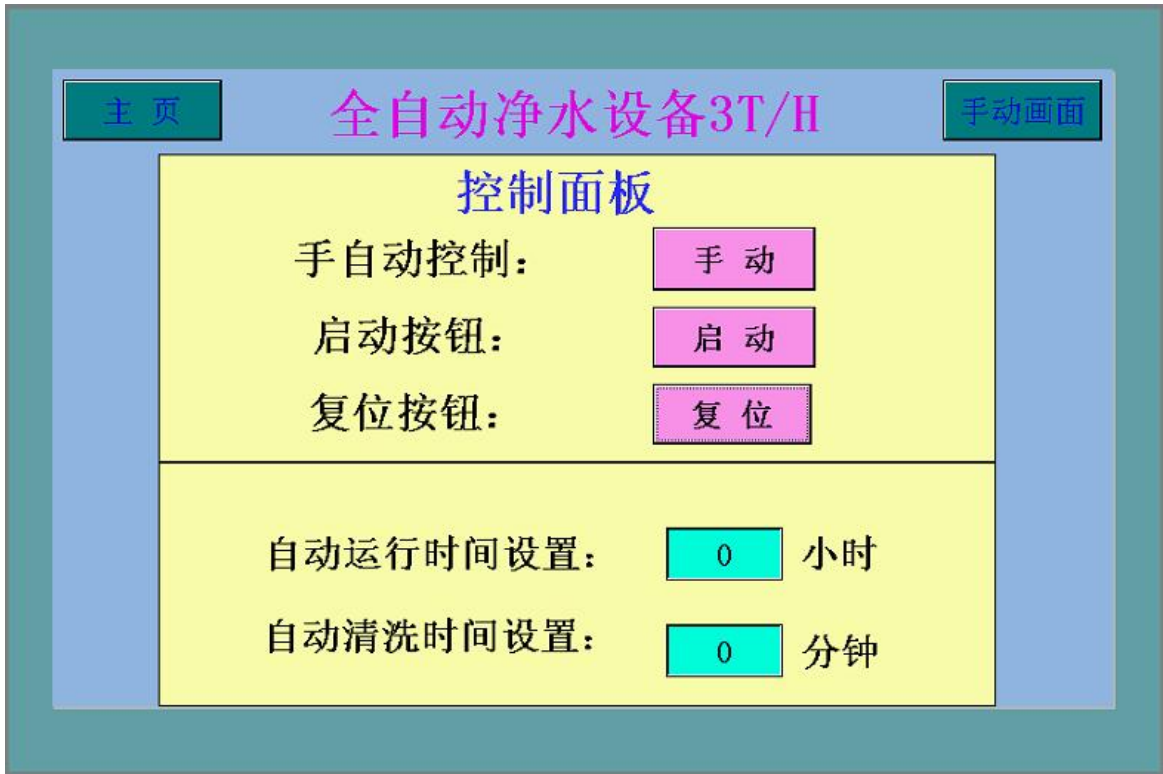 主 页 全自动净水设备3T/H 手动画面
控制面板
手自动控制： 手 动
启动按钮： 启 动
复位按钮： 复 位
自动运行时间设置： 0 小时
自动清洗时间设置： 0 分钟